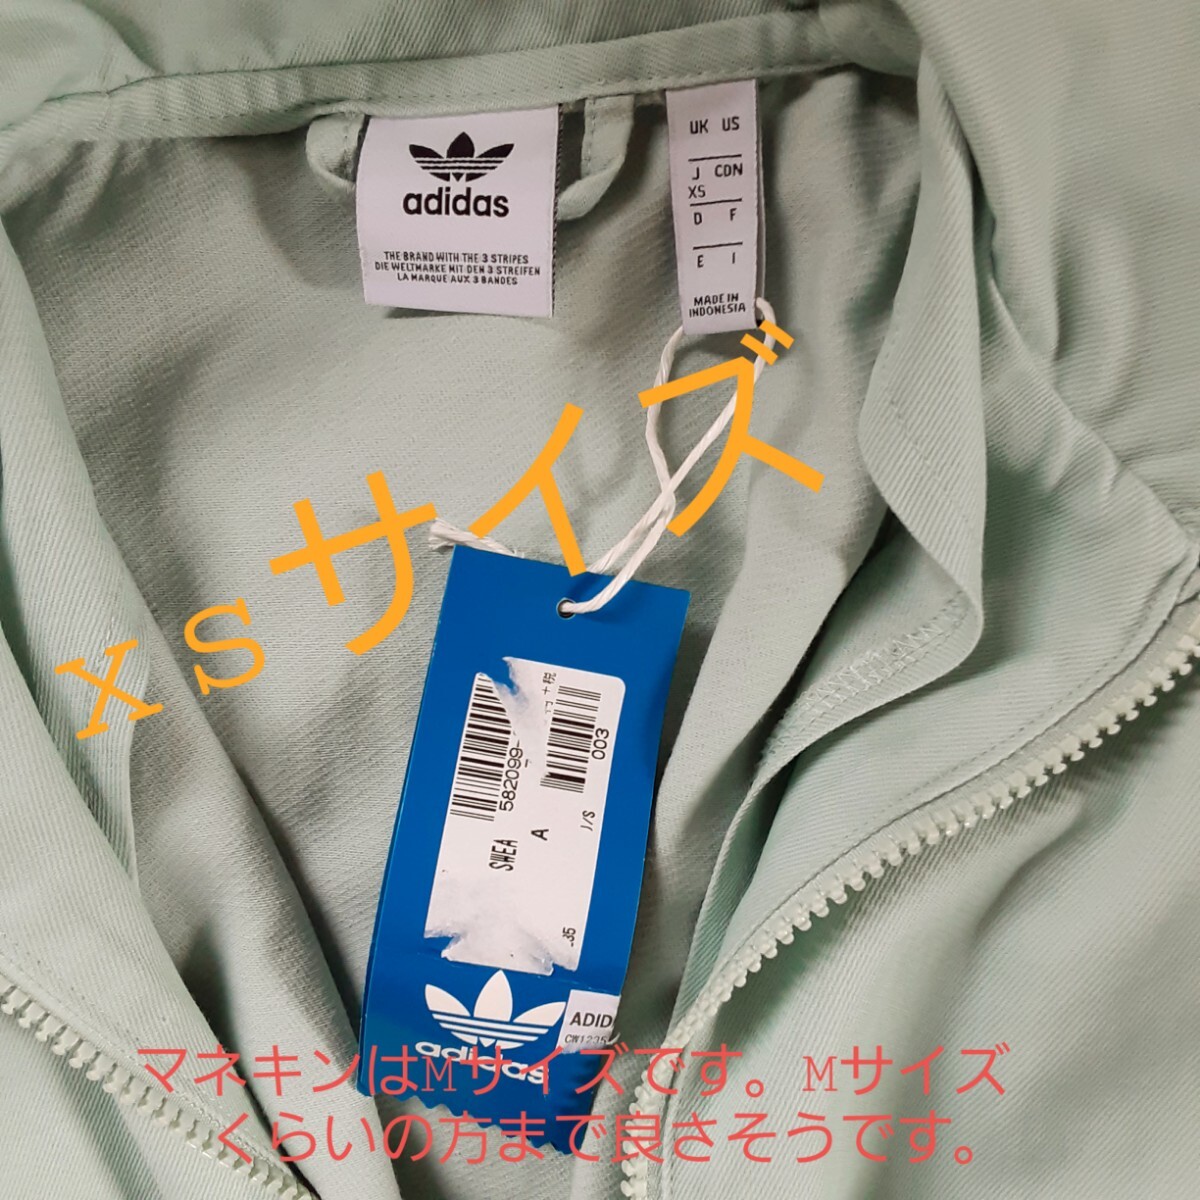 adidas
THE BRAND WITH THE 3 STRIPES
DIE WELTMARKE MIT DEN 3 STREIFEN
LA MARQUE AUX 3 BANDES
UK US
J CDN
XS
D F
E I
MADE IN
INDONESIA
XSサイズ
+税
582099-
003
SWEA
A
J/S
ADID
CW1235
adidas
マネキンはMサイズです。Mサイズ
くらいの方まで良さそうです。